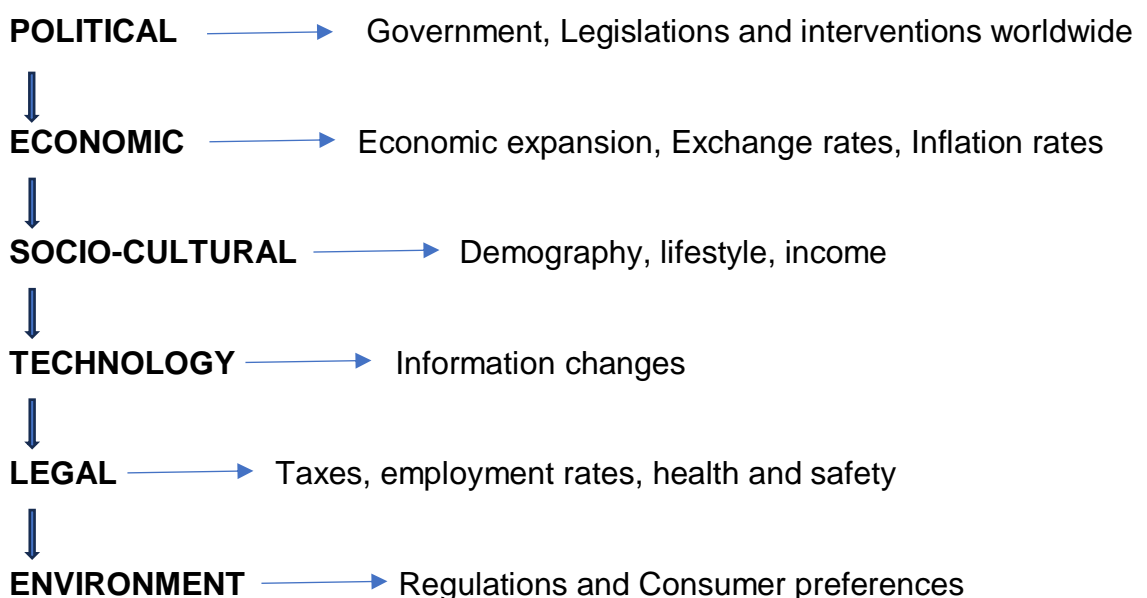 POLITICAL Government, Legislations and interventions worldwide
ECONOMIC Economic expansion, Exchange rates, Inflation rates
SOCIO-CULTURAL Demography, lifestyle, income
TECHNOLOGY Information changes
LEGAL Taxes, employment rates, health and safety
ENVIRONMENT Regulations and Consumer preferences